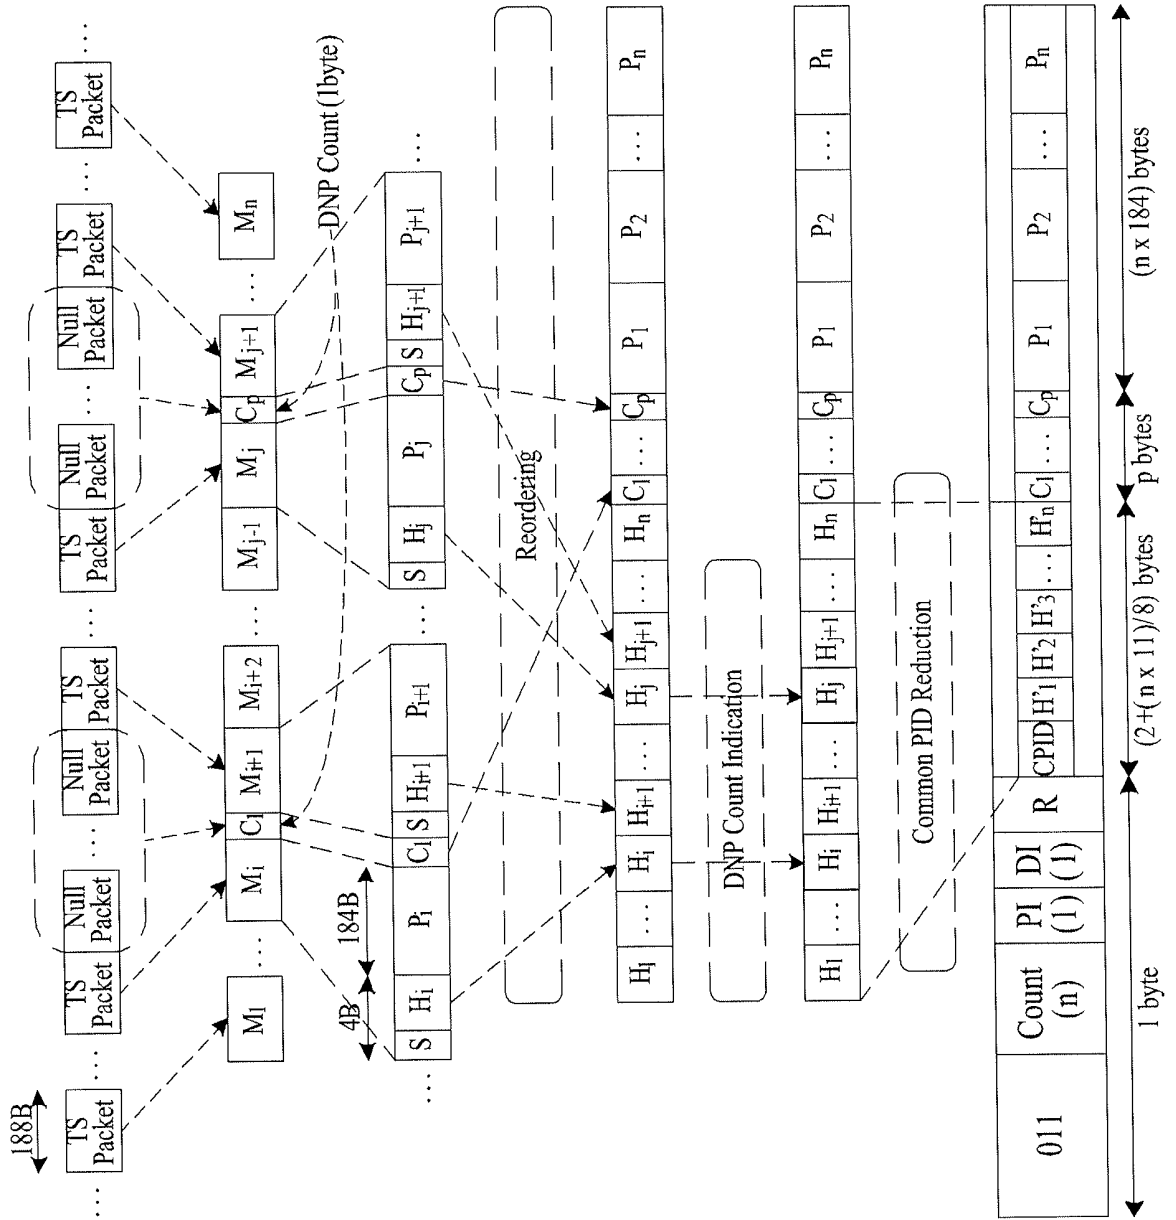 188B
... TS Packet ... TS Packet Null Packet ... Null Packet TS Packet ... TS Packet Null Packet ... Null Packet TS Packet ... TS Packet ...
M1 ... Mi C1 Mi+1 Mi+2 ... Mj-1 Mj Cp Mj+1 ... Mn
DNP Count (1byte)
4B 184B
... S Hi Pi C1 S Hi+1 Pi+1 ... S Hj Pj Cp S Hj+1 Pj+1 ...
Reordering
H1 ... Hi Hi+1 ... Hj Hj+1 ... Hn C1 ... Cp P1 P2 ... Pn
DNP Count Indication
H1 ... Hi Hi+1 ... Hj Hj+1 ... Hn C1 ... Cp P1 P2 ... Pn
Common PID Reduction
011 Count (n) PI (1) DI (1) R CPID H'1 H'2 H'3 ... H'n C1 ... Cp P1 P2 ... Pn
1 byte (2+(n x 11)/8) bytes p bytes (n x 184) bytes